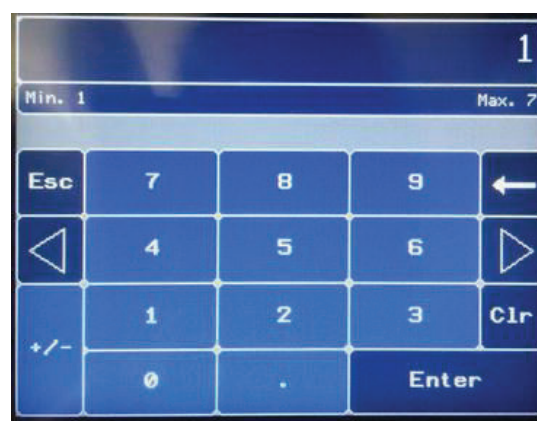 1
Min. 1 Max. 7
Esc 7 8 9 ←
4 5 6
1 2 3 Clr
+/-
0 . Enter